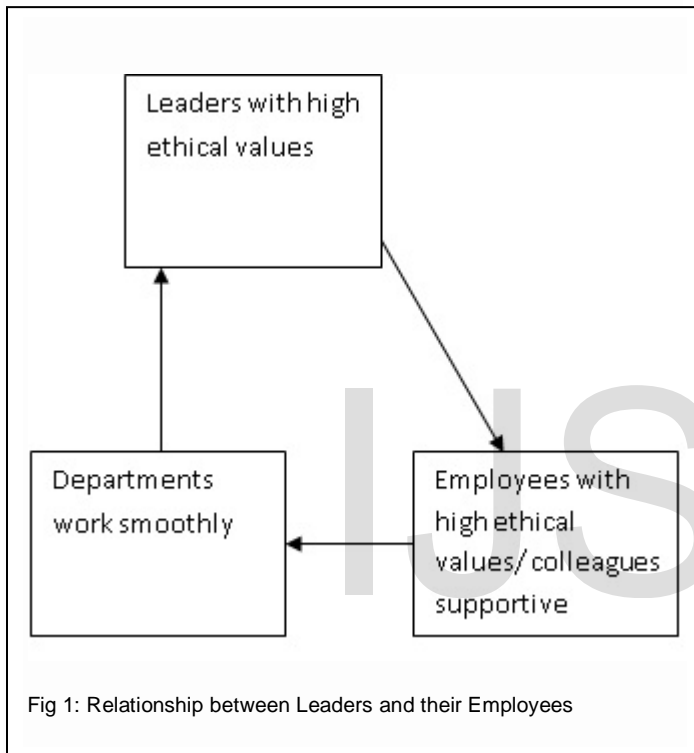 Leaders with high
ethical values
Departments
work smoothly
Employees with
high ethical
values/ colleagues
supportive
IJS
Fig 1: Relationship between Leaders and their Employees